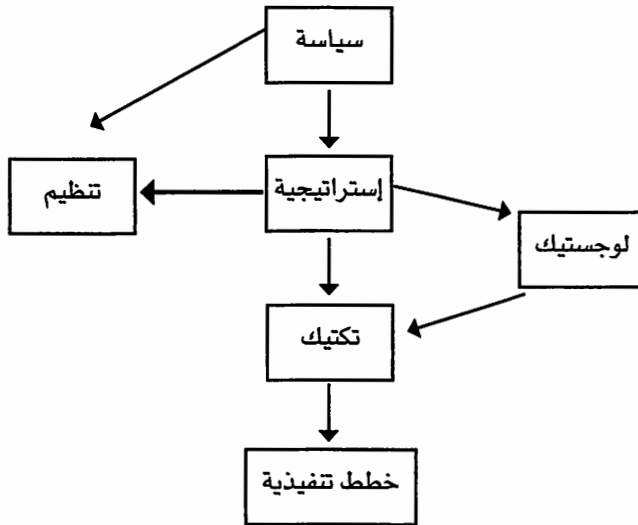 سياسة
إستراتيجية
تنظيم
لوجستيك
تكتيك
خطط تنفيذية